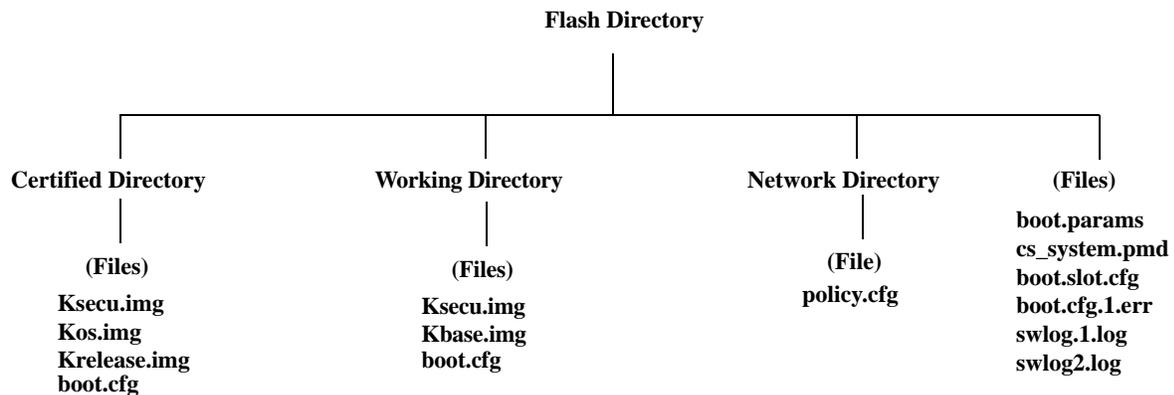 Flash Directory
Certified Directory
(Files)
Ksecu.img
Kos.img
Krelease.img
boot.cfg
Working Directory
(Files)
Ksecu.img
Kbase.img
boot.cfg
Network Directory
(File)
policy.cfg
(Files)
boot.params
cs_system.pmd
boot.slot.cfg
boot.cfg.1.err
swlog.1.log
swlog2.log